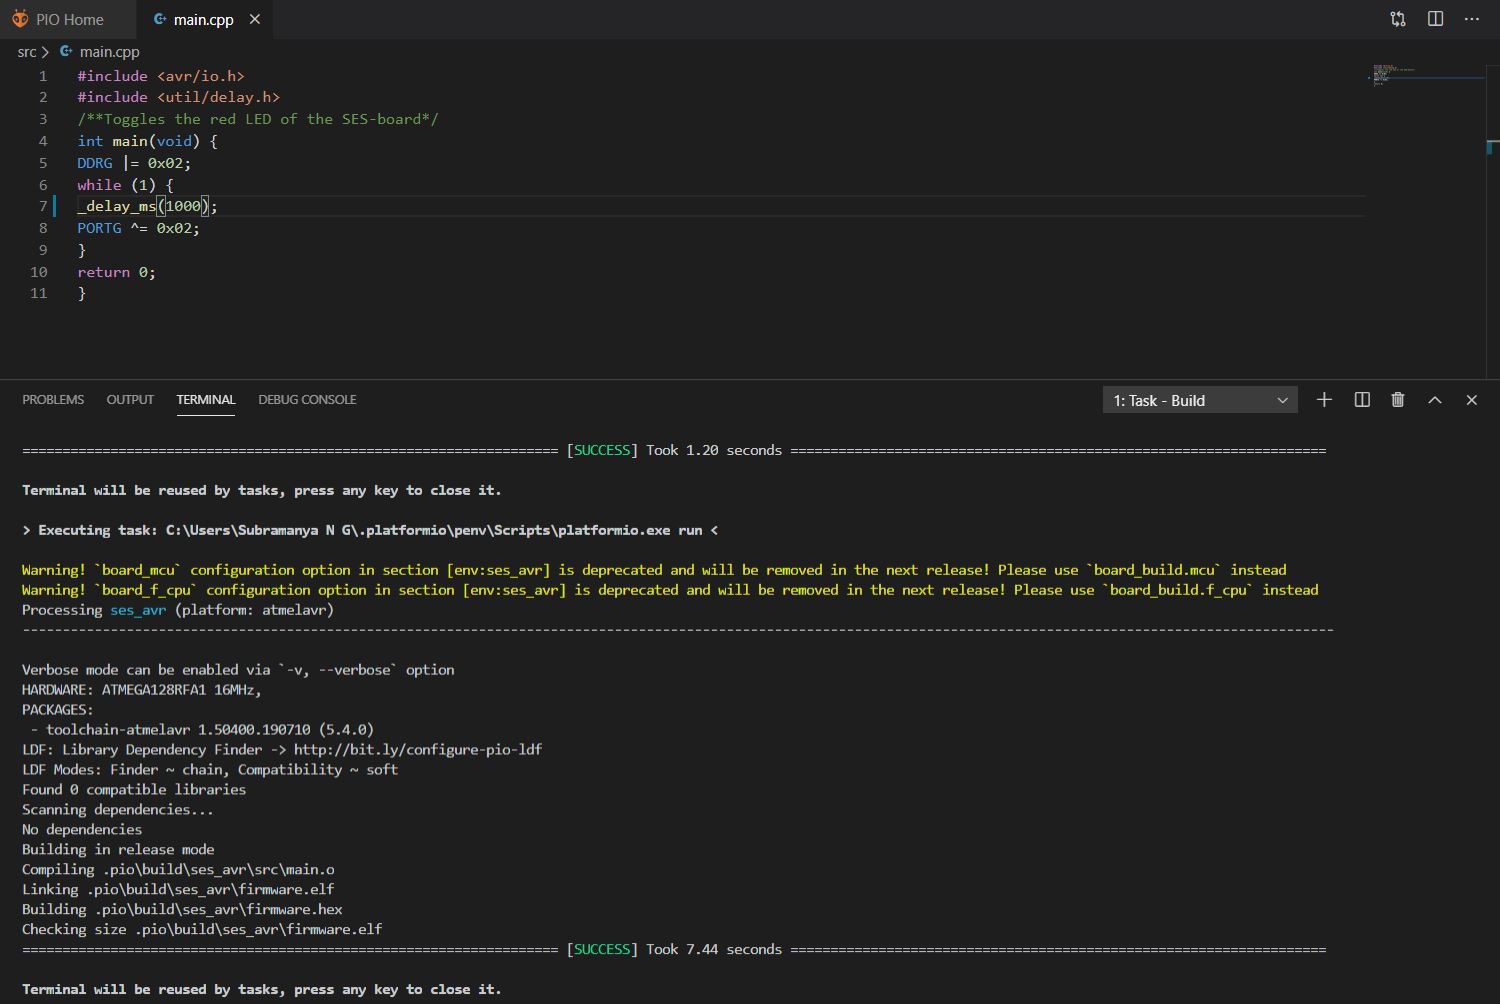 PIO Home main.cpp
src > main.cpp
1 #include <avr/io.h>
2 #include <util/delay.h>
3 /**Toggles the red LED of the SES-board*/
4 int main(void) {
5 DDRG |= 0x02;
6 while (1) {
7 _delay_ms(1000);
8 PORTG ^= 0x02;
9 }
10 return 0;
11 }
PROBLEMS OUTPUT TERMINAL DEBUG CONSOLE 1: Task - Build
=================================================================== [SUCCESS] Took 1.20 seconds ===================================================================
Terminal will be reused by tasks, press any key to close it.
> Executing task: C:\Users\Subramanya N G\.platformio\penv\Scripts\platformio.exe run <
Warning! `board_mcu` configuration option in section [env:ses_avr] is deprecated and will be removed in the next release! Please use `board_build.mcu` instead
Warning! `board_f_cpu` configuration option in section [env:ses_avr] is deprecated and will be removed in the next release! Please use `board_build.f_cpu` instead
Processing ses_avr (platform: atmelavr)
--------------------------------------------------------------------------------------------------------------------------------------------------------------------
Verbose mode can be enabled via `-v, --verbose` option
HARDWARE: ATMEGA128RFA1 16MHz,
PACKAGES:
- toolchain-atmelavr 1.50400.190710 (5.4.0)
LDF: Library Dependency Finder -> http://bit.ly/configure-pio-ldf
LDF Modes: Finder ~ chain, Compatibility ~ soft
Found 0 compatible libraries
Scanning dependencies...
No dependencies
Building in release mode
Compiling .pio\build\ses_avr\src\main.o
Linking .pio\build\ses_avr\firmware.elf
Building .pio\build\ses_avr\firmware.hex
Checking size .pio\build\ses_avr\firmware.elf
=================================================================== [SUCCESS] Took 7.44 seconds ===================================================================
Terminal will be reused by tasks, press any key to close it.